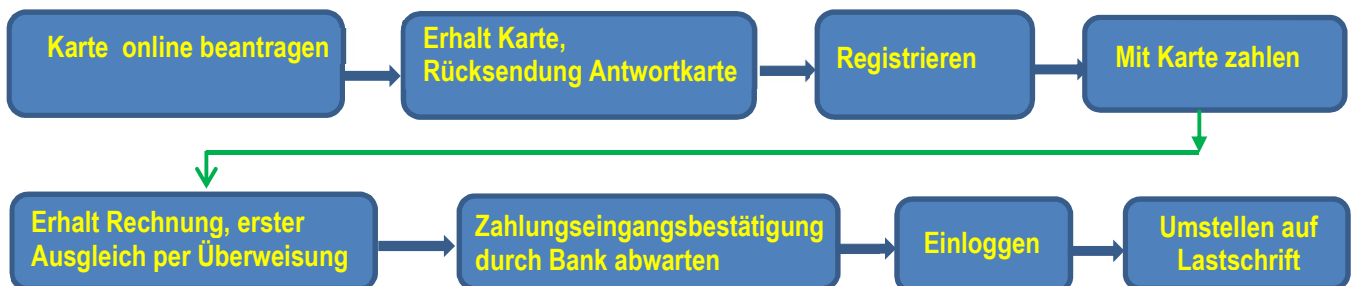 Karte online beantragen
Erhalt Karte,
Rücksendung Antwortkarte
Registrieren
Mit Karte zahlen
Erhalt Rechnung, erster
Ausgleich per Überweisung
Zahlungseingangsbestätigung
durch Bank abwarten
Einloggen
Umstellen auf
Lastschrift